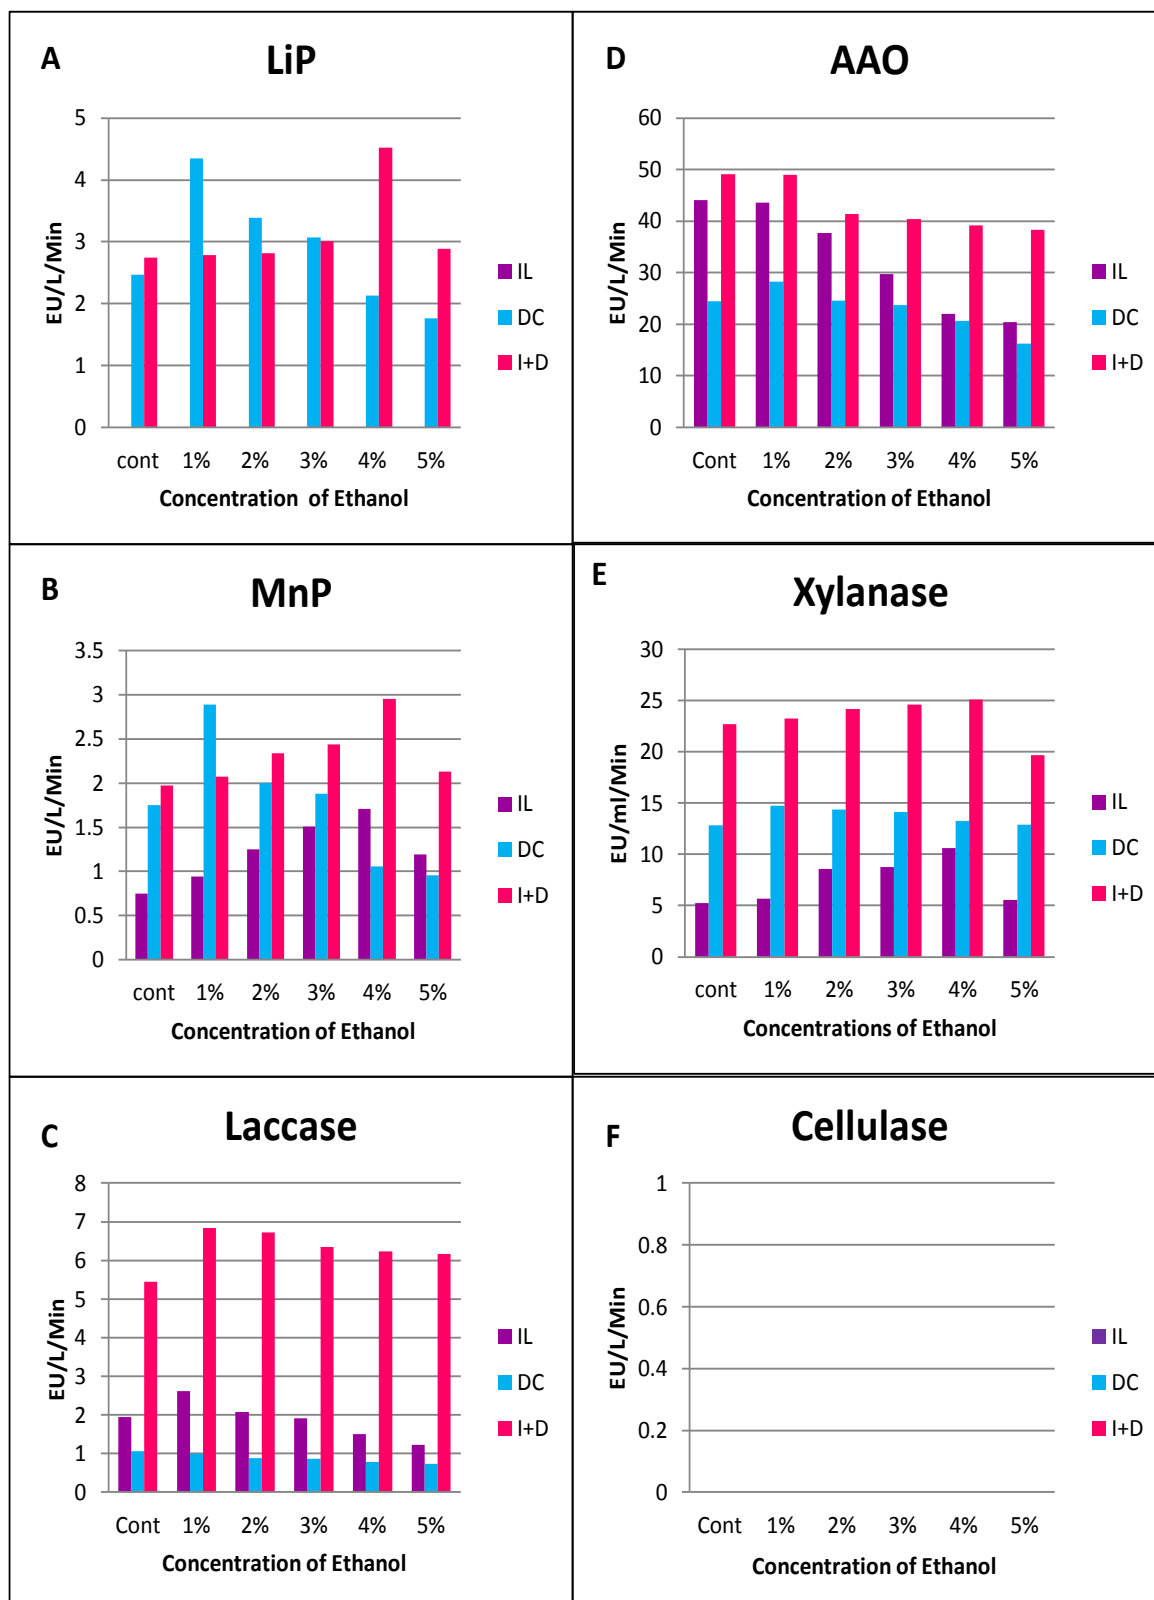 A
LiP
EU/L/Min
5
4
3
2
1
0
cont 1% 2% 3% 4% 5%
Concentration of Ethanol
IL
DC
I+D
D
AAO
EU/L/Min
60
50
40
30
20
10
0
Cont 1% 2% 3% 4% 5%
Concentration of Ethanol
IL
DC
I+D
B
MnP
EU/L/Min
3.5
3
2.5
2
1.5
1
0.5
0
cont 1% 2% 3% 4% 5%
Concentration of Ethanol
IL
DC
I+D
E
Xylanase
EU/ml/Min
30
25
20
15
10
5
0
cont 1% 2% 3% 4% 5%
Concentrations of Ethanol
IL
DC
I+D
C
Laccase
EU/L/Min
8
7
6
5
4
3
2
1
0
Cont 1% 2% 3% 4% 5%
Concentration of Ethanol
IL
DC
I+D
F
Cellulase
EU/L/Min
1
0.8
0.6
0.4
0.2
0
Cont 1% 2% 3% 4% 5%
Concentration of Ethanol
IL
DC
I+D